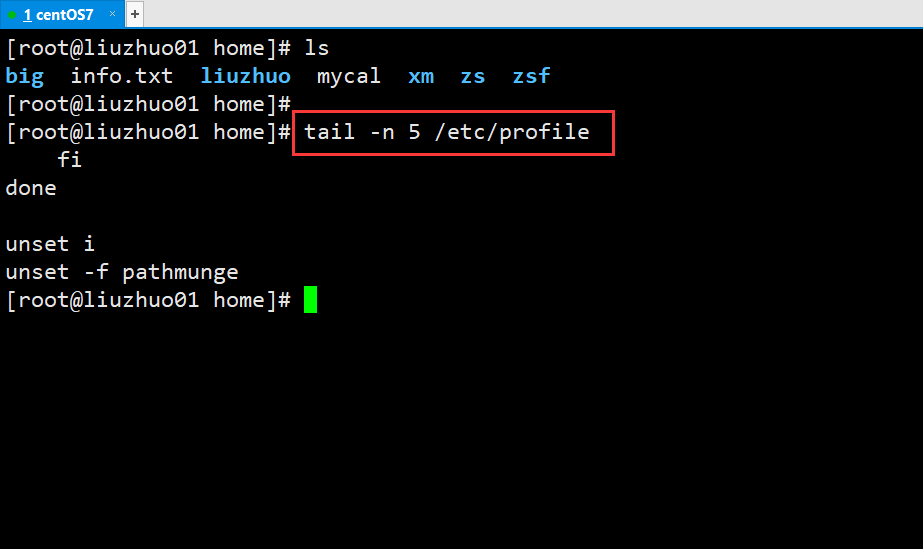 1 centOS7 × +
[root@liuzhuo01 home]# ls
big info.txt liuzhuo mycal xm zs zsf
[root@liuzhuo01 home]#
[root@liuzhuo01 home]# tail -n 5 /etc/profile
    fi
done

unset i
unset -f pathmunge
[root@liuzhuo01 home]#